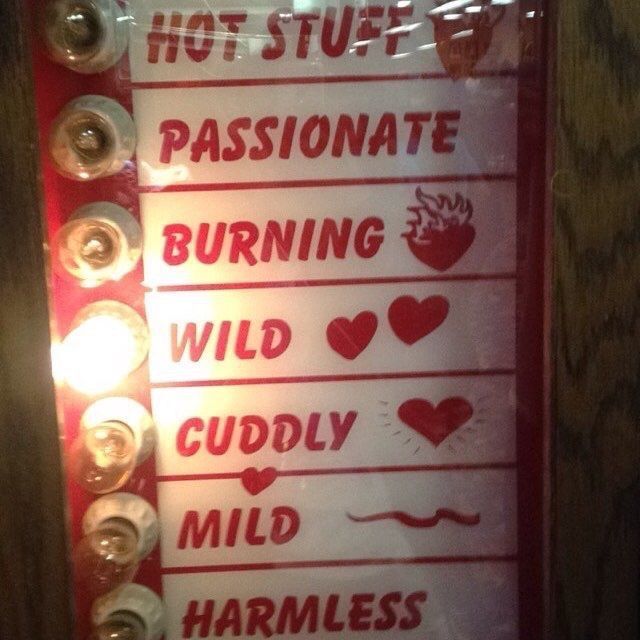 HOT STUFF
PASSIONATE
BURNING
WILD
CUDDLY
MILD
HARMLESS